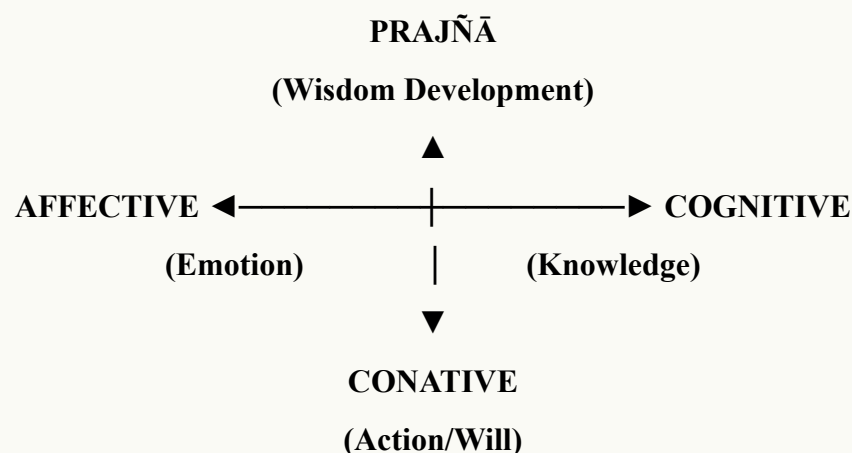 PRAJÑĀ
(Wisdom Development)
AFFECTIVE ◄────────┼────────► COGNITIVE
(Emotion) │ (Knowledge)
▼
CONATIVE
(Action/Will)